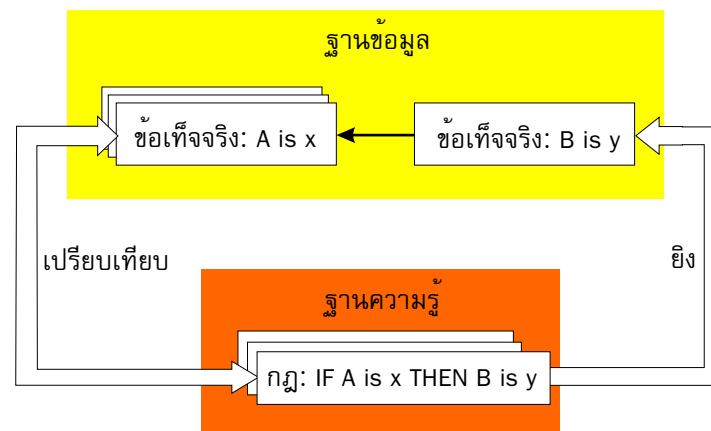 ฐานข้อมูล
ข้อเท็จจริง: A is x
ข้อเท็จจริง: B is y
เปรียบเทียบ
ยิง
ฐานความรู้
กฎ: IF A is x THEN B is y